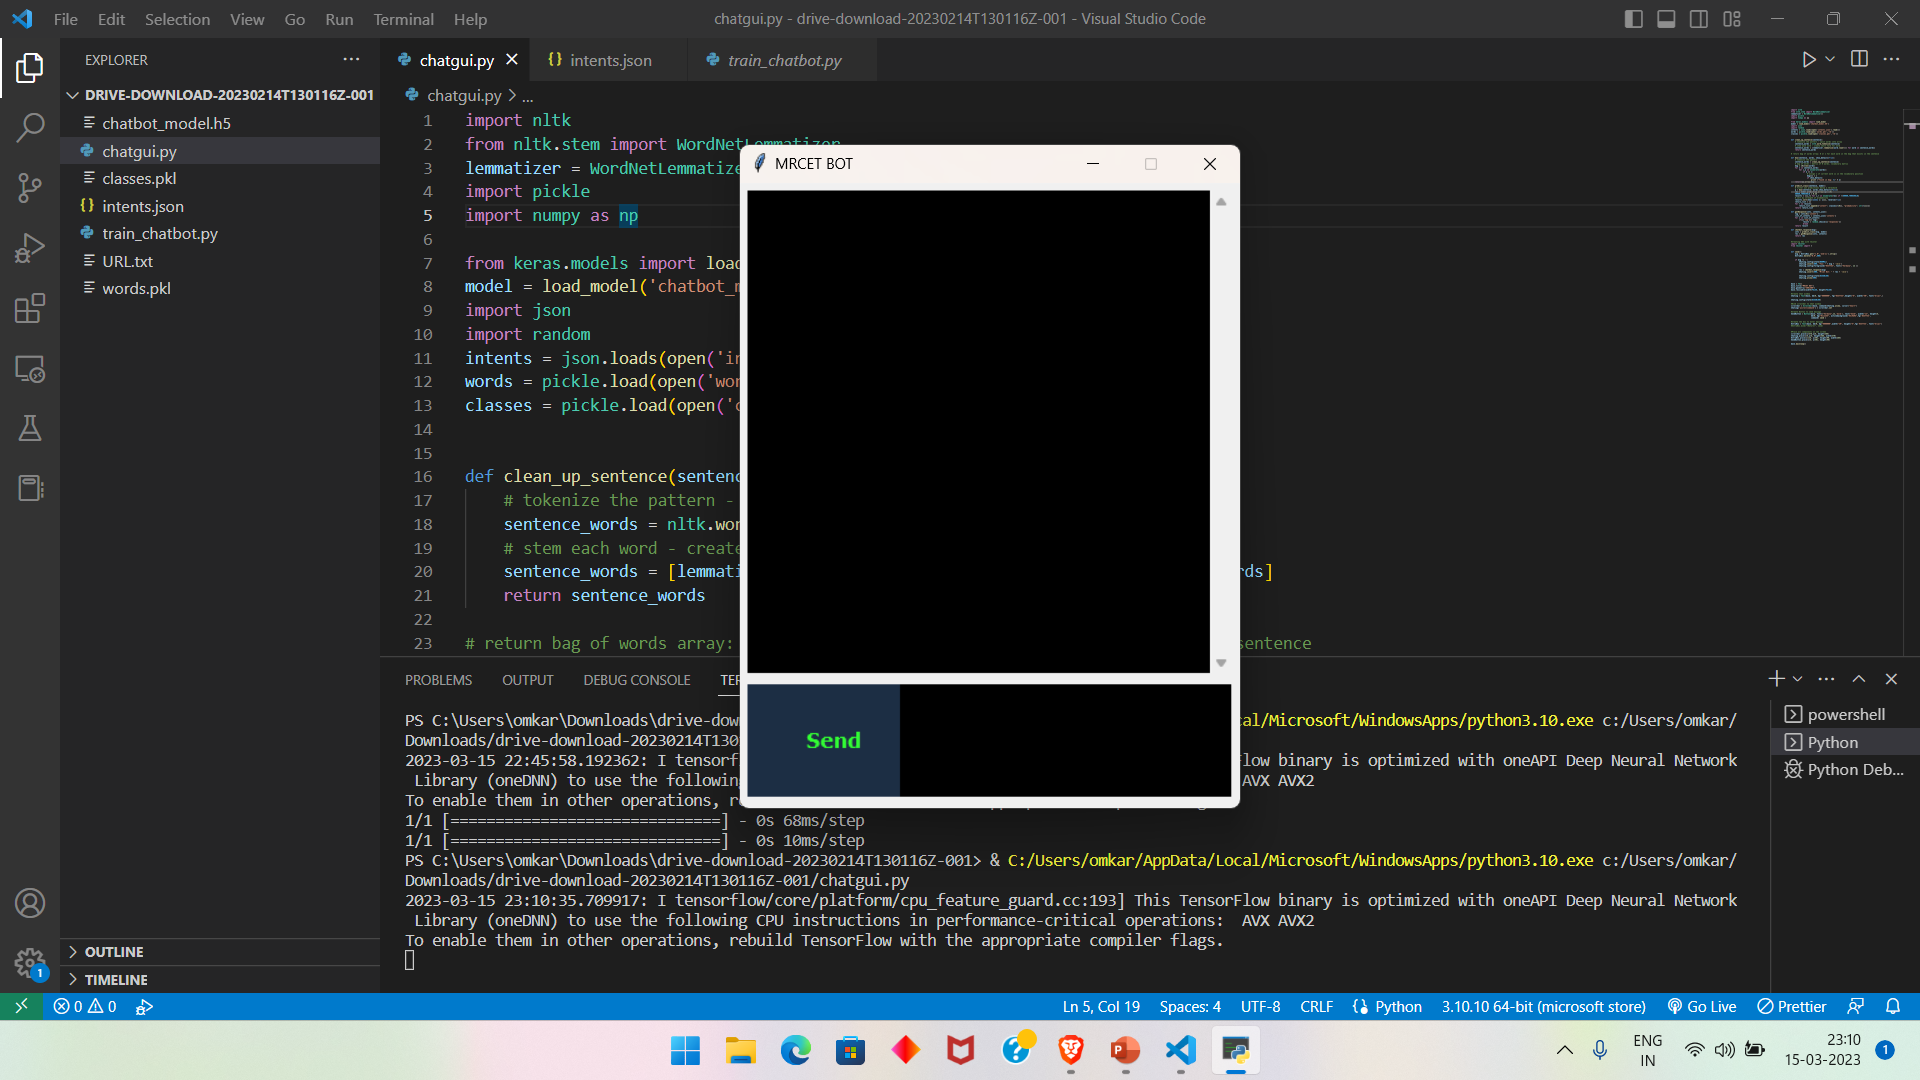 File Edit Selection View Go Run Terminal Help
chatgui.py - drive-download-20230214T130116Z-001 - Visual Studio Code
EXPLORER
DRIVE-DOWNLOAD-20230214T130116Z-001
chatbot_model.h5
chatgui.py
classes.pkl
intents.json
train_chatbot.py
URL.txt
words.pkl
OUTLINE
TIMELINE
chatgui.py
intents.json
train_chatbot.py
chatgui.py > ...
1 import nltk
2 from nltk.stem import WordNetLemmatizer
3 lemmatizer = WordNetLemmatize
4 import pickle
5 import numpy as np
6
7 from keras.models import load
8 model = load_model('chatbot_m
9 import json
10 import random
11 intents = json.loads(open('in
12 words = pickle.load(open('wor
13 classes = pickle.load(open('c
14
15
16 def clean_up_sentence(sentenc
17 # tokenize the pattern -
18 sentence_words = nltk.wor
19 # stem each word - create
20 sentence_words = [lemmati rds]
21 return sentence_words
22
23 # return bag of words array: sentence
MRCET BOT
Send
PROBLEMS OUTPUT DEBUG CONSOLE TER
PS C:\Users\omkar\Downloads\drive-dow cal/Microsoft/WindowsApps/python3.10.exe c:/Users/omkar/
Downloads/drive-download-20230214T130
2023-03-15 22:45:58.192362: I tensorf low binary is optimized with oneAPI Deep Neural Network
Library (oneDNN) to use the following AVX AVX2
To enable them in other operations, r
1/1 [==============================] - 0s 68ms/step
1/1 [==============================] - 0s 10ms/step
PS C:\Users\omkar\Downloads\drive-download-20230214T130116Z-001> & C:/Users/omkar/AppData/Local/Microsoft/WindowsApps/python3.10.exe c:/Users/omkar/
Downloads/drive-download-20230214T130116Z-001/chatgui.py
2023-03-15 23:10:35.709917: I tensorflow/core/platform/cpu_feature_guard.cc:193] This TensorFlow binary is optimized with oneAPI Deep Neural Network
Library (oneDNN) to use the following CPU instructions in performance-critical operations: AVX AVX2
To enable them in other operations, rebuild TensorFlow with the appropriate compiler flags.
powershell
Python
Python Deb...
1
0 0
Ln 5, Col 19 Spaces: 4 UTF-8 CRLF Python 3.10.10 64-bit (microsoft store) Go Live Prettier
ENG
IN
23:10
15-03-2023
1